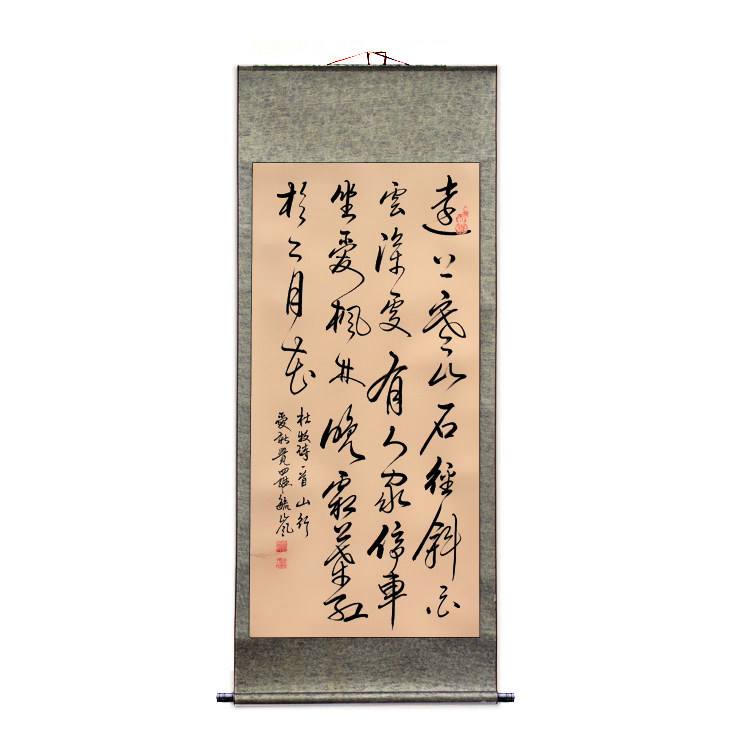 遠上寒山石徑斜白
雲深處有人家停車
坐愛楓林晚霜葉紅
於二月花
杜牧詩一首山行
愛新覺羅毓嵐